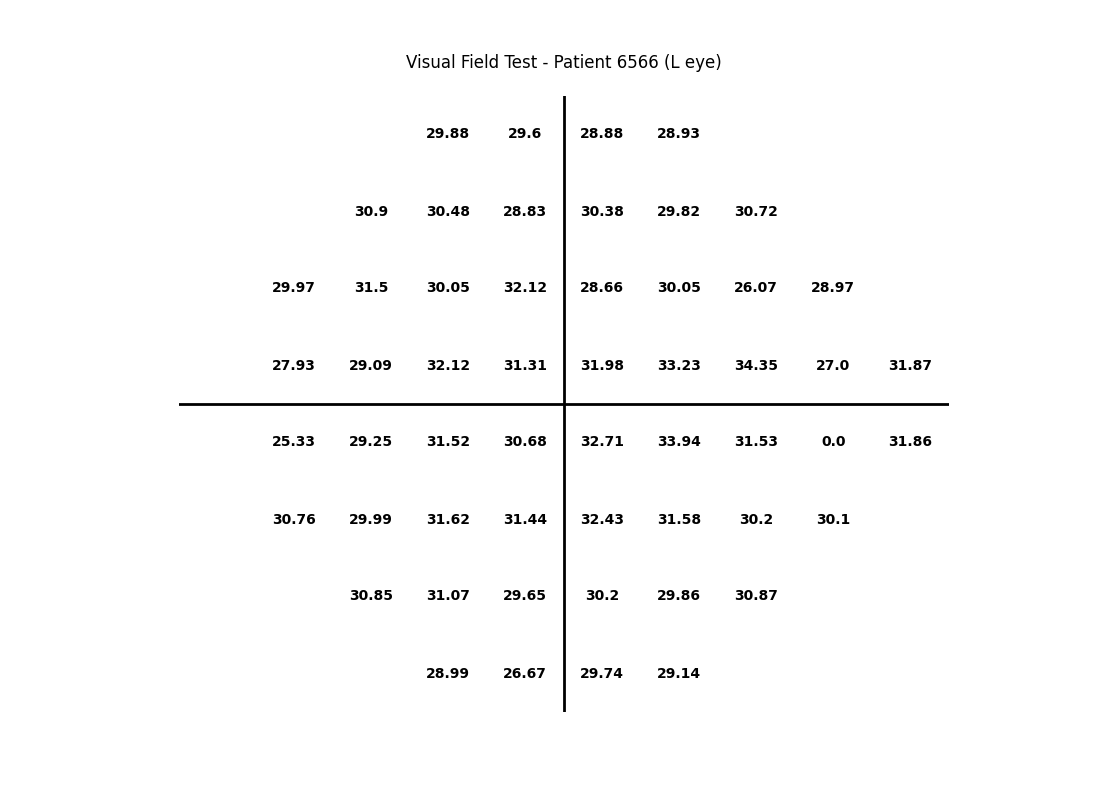 Visual Field Test - Patient 6566 (L eye)
29.88 29.6 28.88 28.93
30.9 30.48 28.83 30.38 29.82 30.72
29.97 31.5 30.05 32.12 28.66 30.05 26.07 28.97
27.93 29.09 32.12 31.31 31.98 33.23 34.35 27.0 31.87
25.33 29.25 31.52 30.68 32.71 33.94 31.53 0.0 31.86
30.76 29.99 31.62 31.44 32.43 31.58 30.2 30.1
30.85 31.07 29.65 30.2 29.86 30.87
28.99 26.67 29.74 29.14